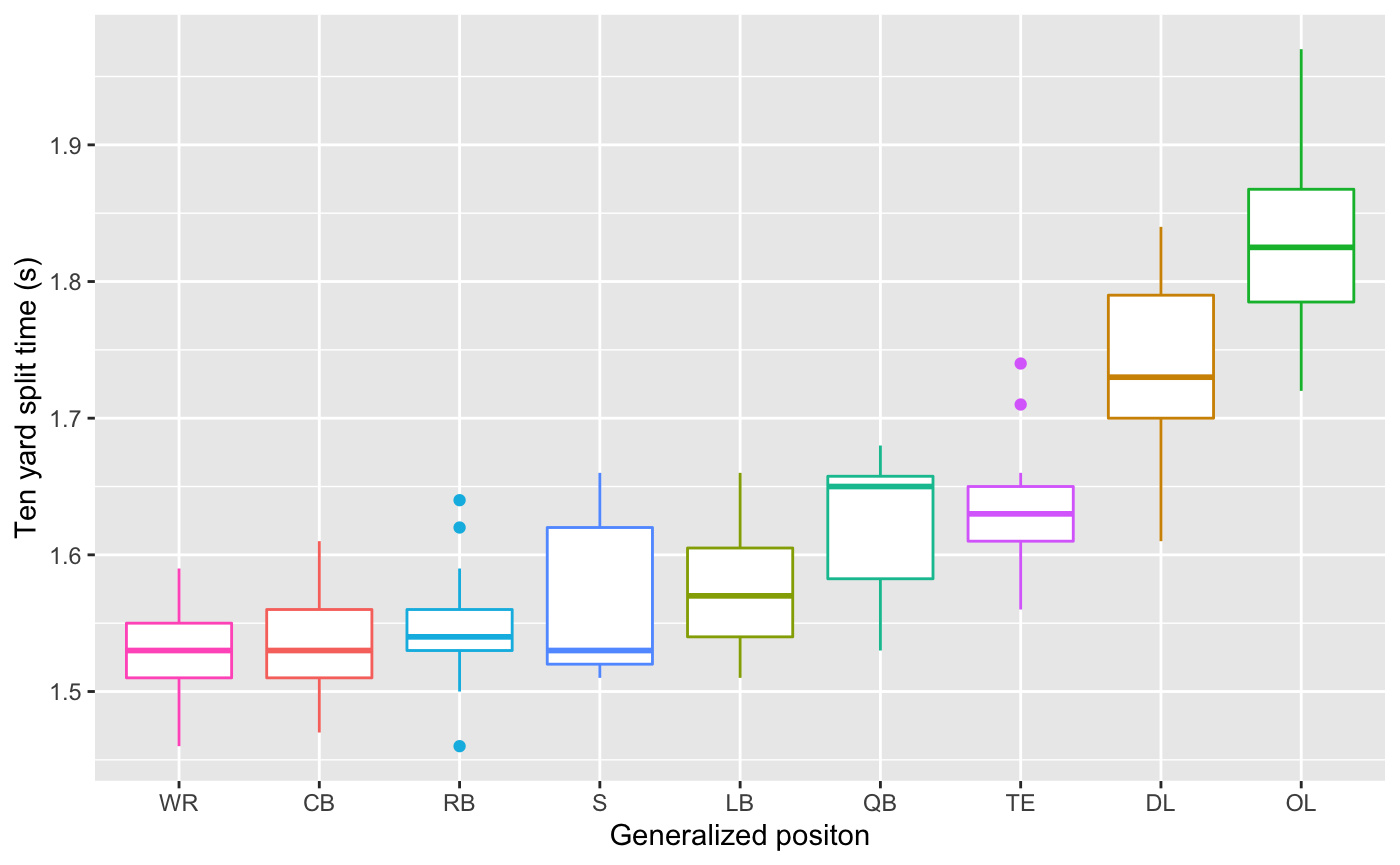 Ten yard split time (s)
1.9
1.8
1.7
1.6
1.5
WR CB RB S LB QB TE DL OL
Generalized positon